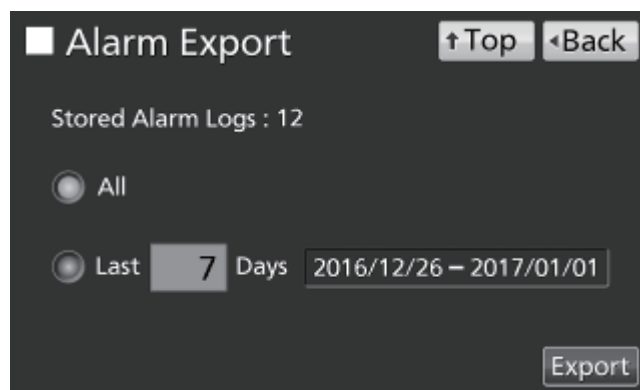 Alarm Export
↑Top
◂Back
Stored Alarm Logs : 12
All
Last 7 Days 2016/12/26 – 2017/01/01
Export